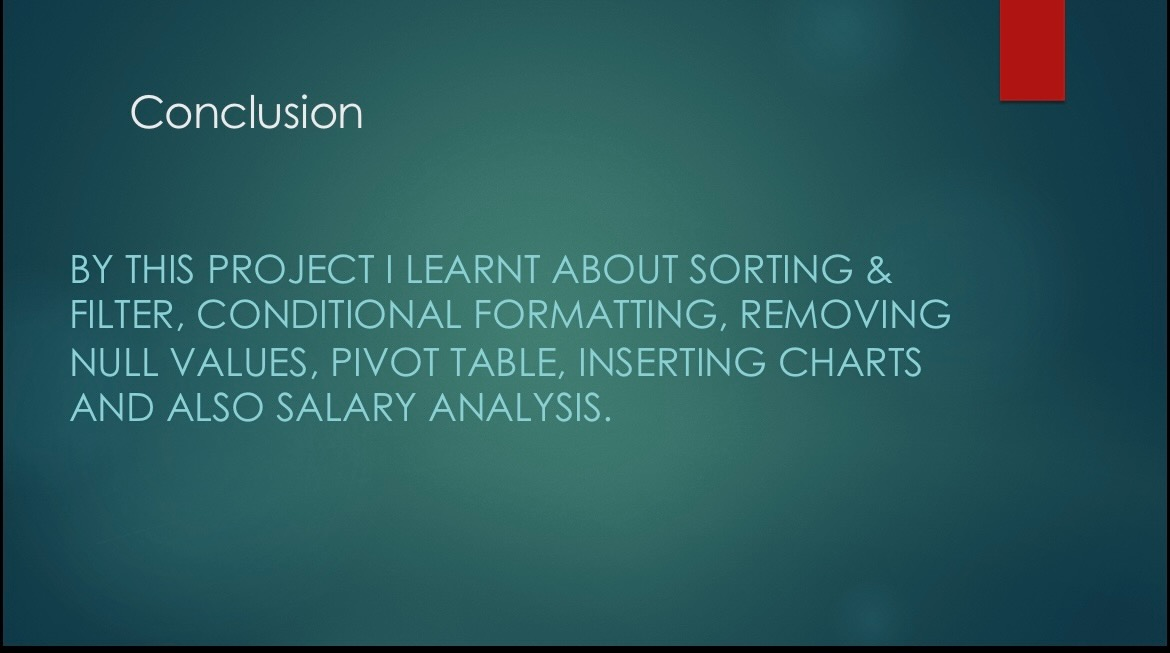 Conclusion
BY THIS PROJECT I LEARNT ABOUT SORTING &
FILTER, CONDITIONAL FORMATTING, REMOVING
NULL VALUES, PIVOT TABLE, INSERTING CHARTS
AND ALSO SALARY ANALYSIS.